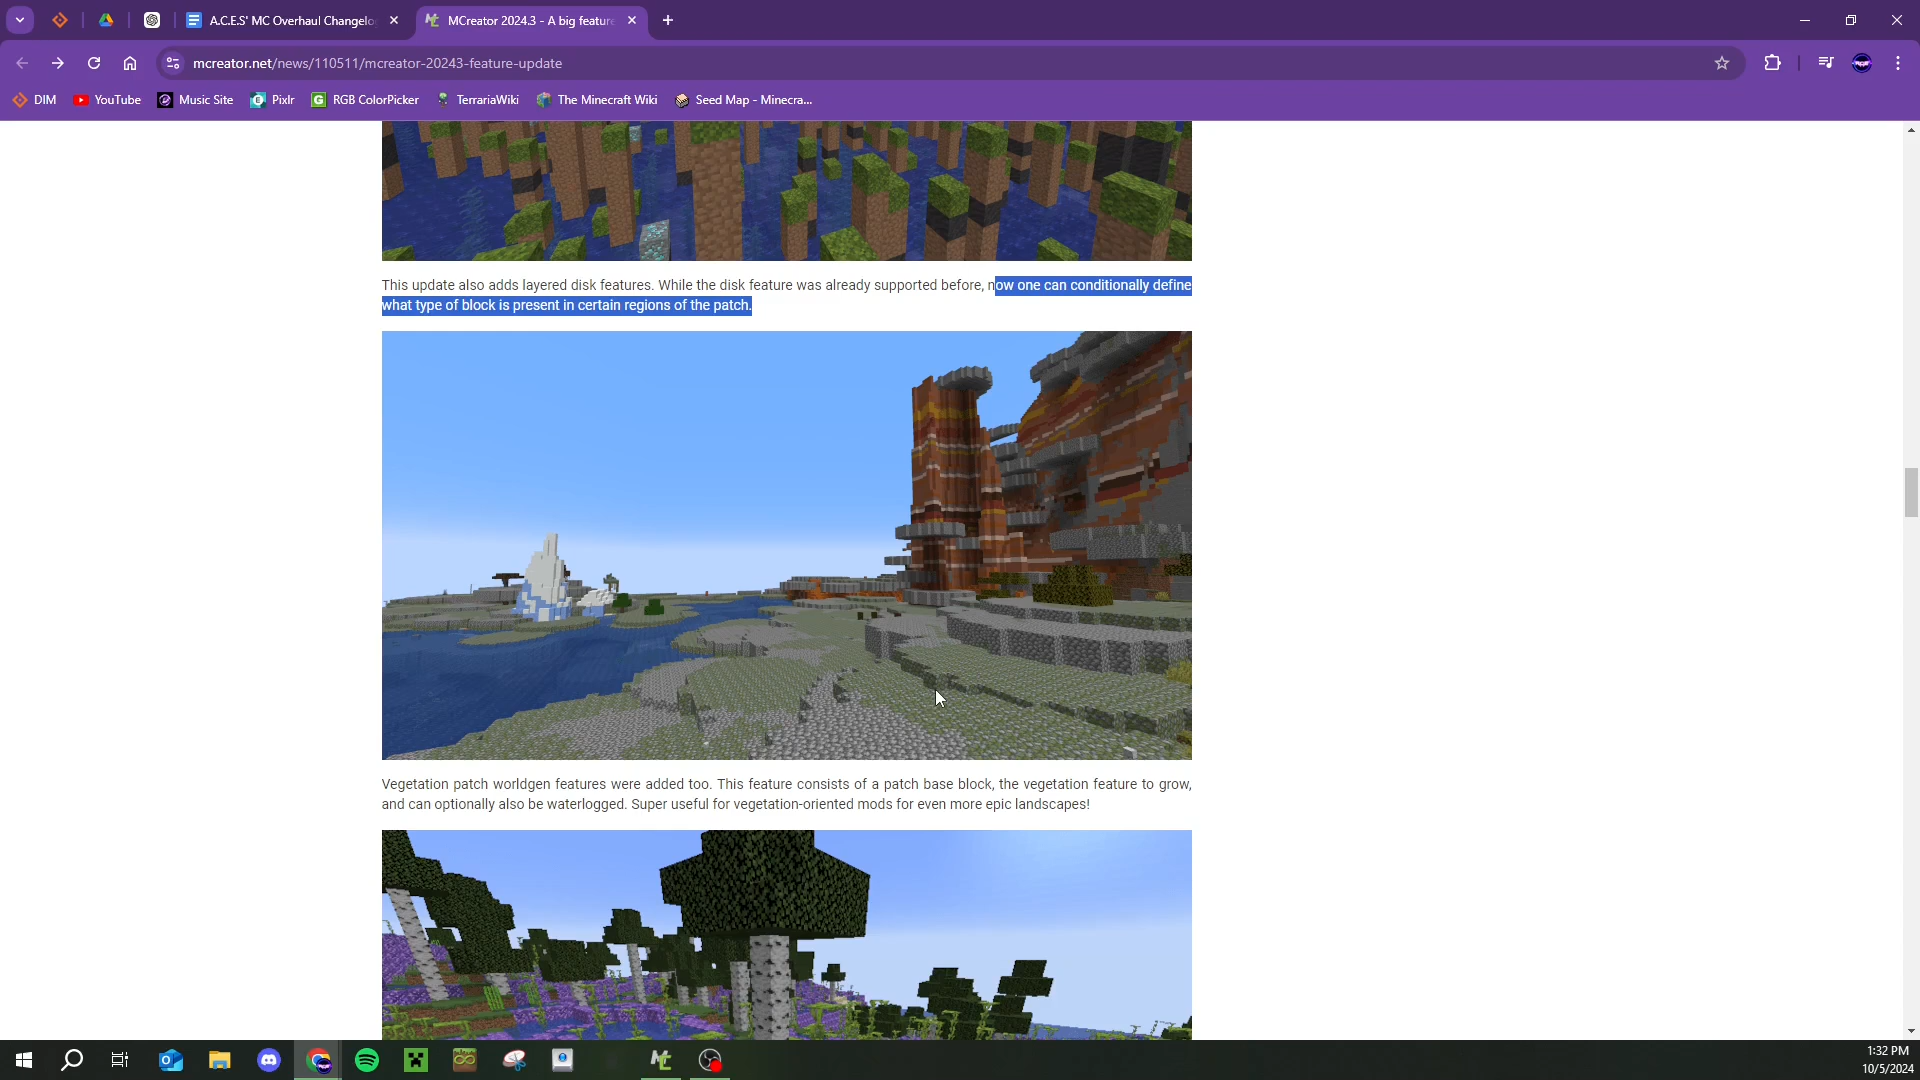 A.C.E.S' MC Overhaul Changelo
MCreator 2024.3 - A big feature
mcreator.net/news/110511/mcreator-20243-feature-update
DIM
YouTube
Music Site
Pixlr
RGB ColorPicker
TerrariaWiki
The Minecraft Wiki
Seed Map - Minecra...
This update also adds layered disk features. While the disk feature was already supported before, now one can conditionally define
what type of block is present in certain regions of the patch.
Vegetation patch worldgen features were added too. This feature consists of a patch base block, the vegetation feature to grow,
and can optionally also be waterlogged. Super useful for vegetation-oriented mods for even more epic landscapes!
1:32 PM
10/5/2024